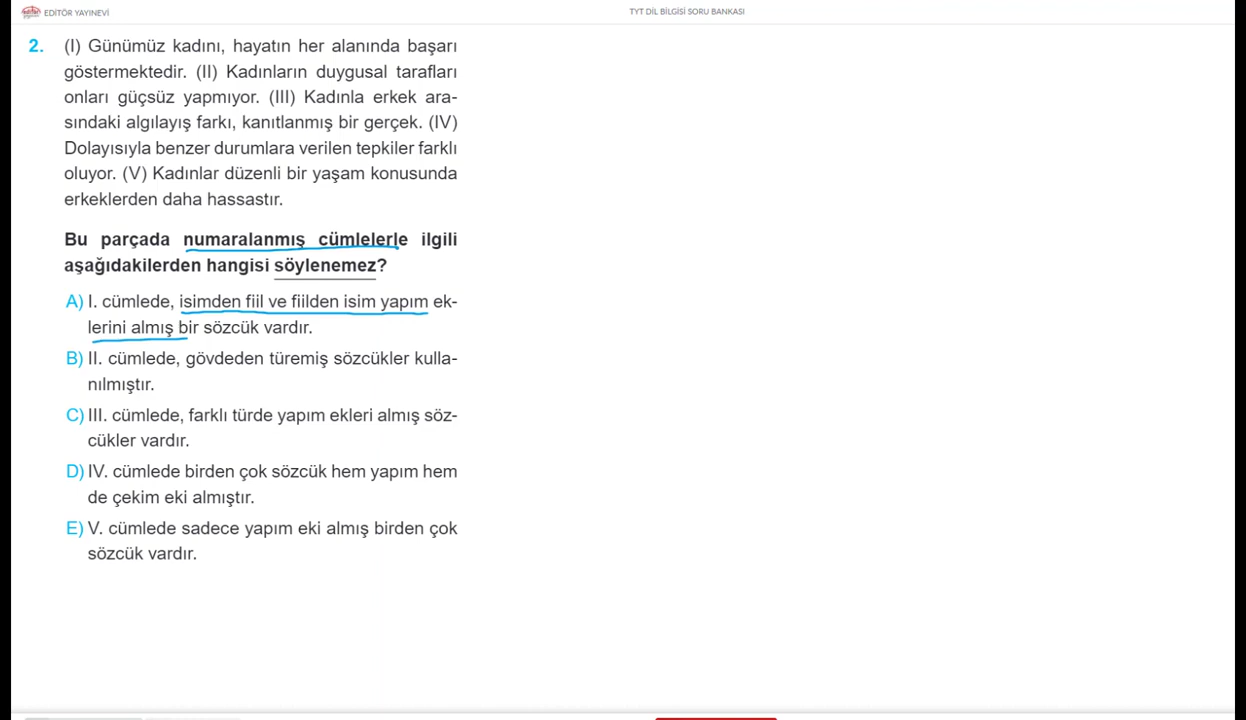 EDİTÖR YAYINEVİ
TYT DİL BİLGİSİ SORU BANKASI
2. (I) Günümüz kadını, hayatın her alanında başarı
göstermektedir. (II) Kadınların duygusal tarafları
onları güçsüz yapmıyor. (III) Kadınla erkek ara-
sındaki algılayış farkı, kanıtlanmış bir gerçek. (IV)
Dolayısıyla benzer durumlara verilen tepkiler farklı
oluyor. (V) Kadınlar düzenli bir yaşam konusunda
erkeklerden daha hassastır.
Bu parçada numaralanmış cümlelerle ilgili
aşağıdakilerden hangisi söylenemez?
A) I. cümlede, isimden fiil ve fiilden isim yapım ek-
lerini almış bir sözcük vardır.
B) II. cümlede, gövdeden türemiş sözcükler kulla-
nılmıştır.
C) III. cümlede, farklı türde yapım ekleri almış söz-
cükler vardır.
D) IV. cümlede birden çok sözcük hem yapım hem
de çekim eki almıştır.
E) V. cümlede sadece yapım eki almış birden çok
sözcük vardır.